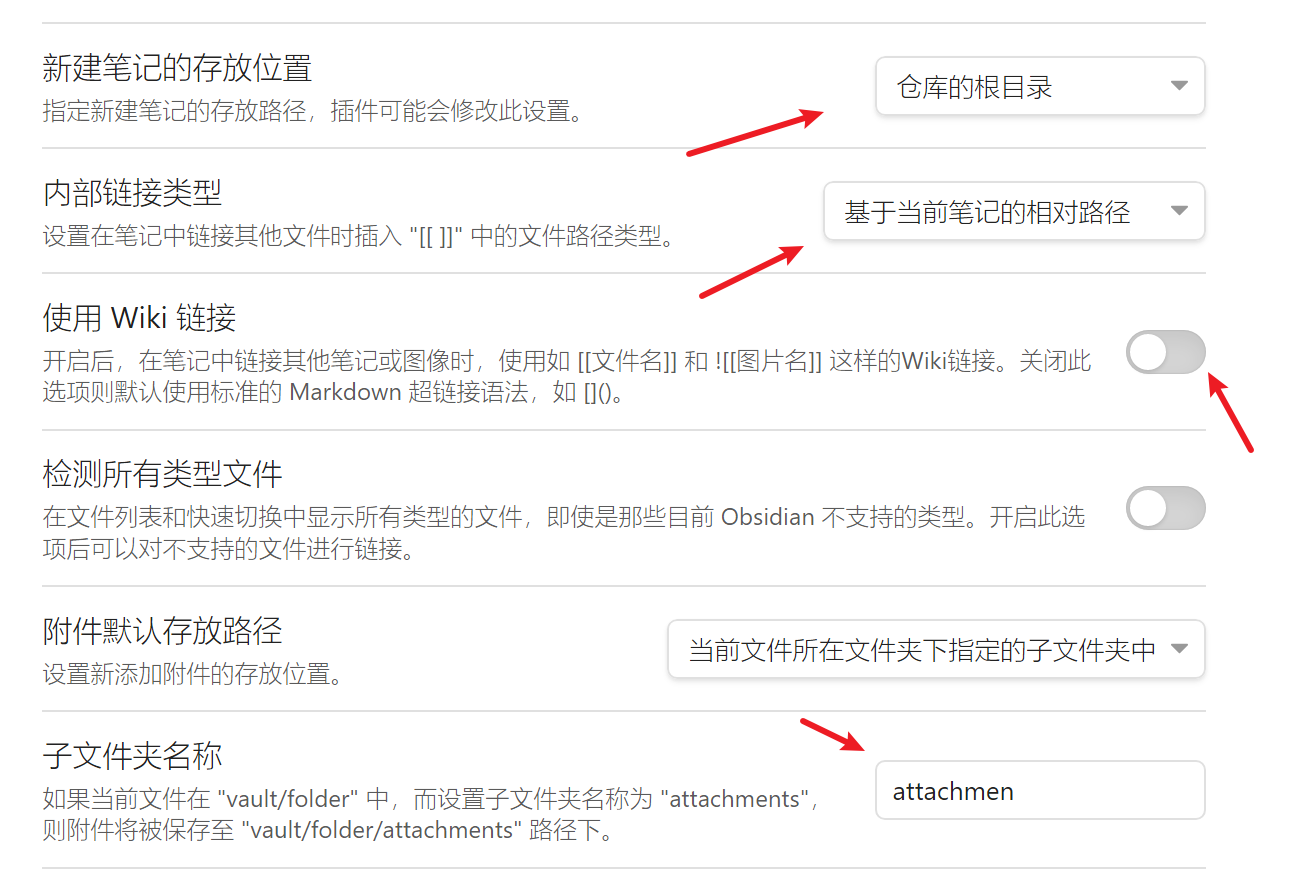 新建笔记的存放位置
指定新建笔记的存放路径，插件可能会修改此设置。
仓库的根目录
内部链接类型
设置在笔记中链接其他文件时插入 "[[ ]]" 中的文件路径类型。
基于当前笔记的相对路径
使用 Wiki 链接
开启后，在笔记中链接其他笔记或图像时，使用如 [[文件名]] 和 ![[图片名]] 这样的Wiki链接。关闭此
选项则默认使用标准的 Markdown 超链接语法，如 []()。
检测所有类型文件
在文件列表和快速切换中显示所有类型的文件，即使是那些目前 Obsidian 不支持的类型。开启此选
项后可以对不支持的文件进行链接。
附件默认存放路径
设置新添加附件的存放位置。
当前文件所在文件夹下指定的子文件夹中
子文件夹名称
如果当前文件在 "vault/folder" 中，而设置子文件夹名称为 "attachments"，
则附件将被保存至 "vault/folder/attachments" 路径下。
attachmen